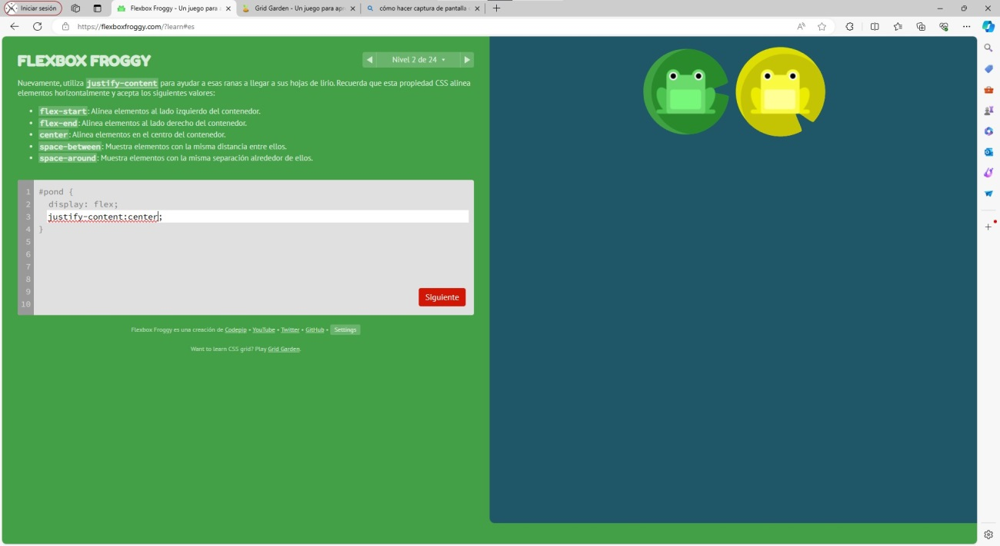 Iniciar sesión
Flexbox Froggy - Un juego para
Grid Garden - Un juego para apr
cómo hacer captura de pantalla
https://flexboxfroggy.com/?learn#es
FLEXBOX FROGGY
Nivel 2 de 24
Nuevamente, utiliza justify-content para ayudar a esas ranas a llegar a sus hojas de lirio. Recuerda que esta propiedad CSS alinea
elementos horizontalmente y acepta los siguientes valores:
• flex-start: Alinea elementos al lado izquierdo del contenedor.
• flex-end: Alinea elementos al lado derecho del contenedor.
• center: Alinea elementos en el centro del contenedor.
• space-between: Muestra elementos con la misma distancia entre ellos.
• space-around: Muestra elementos con la misma separación alrededor de ellos.
1 #pond {
2 display: flex;
3 justify-content:center;
4 }
5
6
7
8
9
10
Siguiente
Flexbox Froggy es una creación de Codepip • YouTube • Twitter • GitHub • Settings
Want to learn CSS grid? Play Grid Garden.